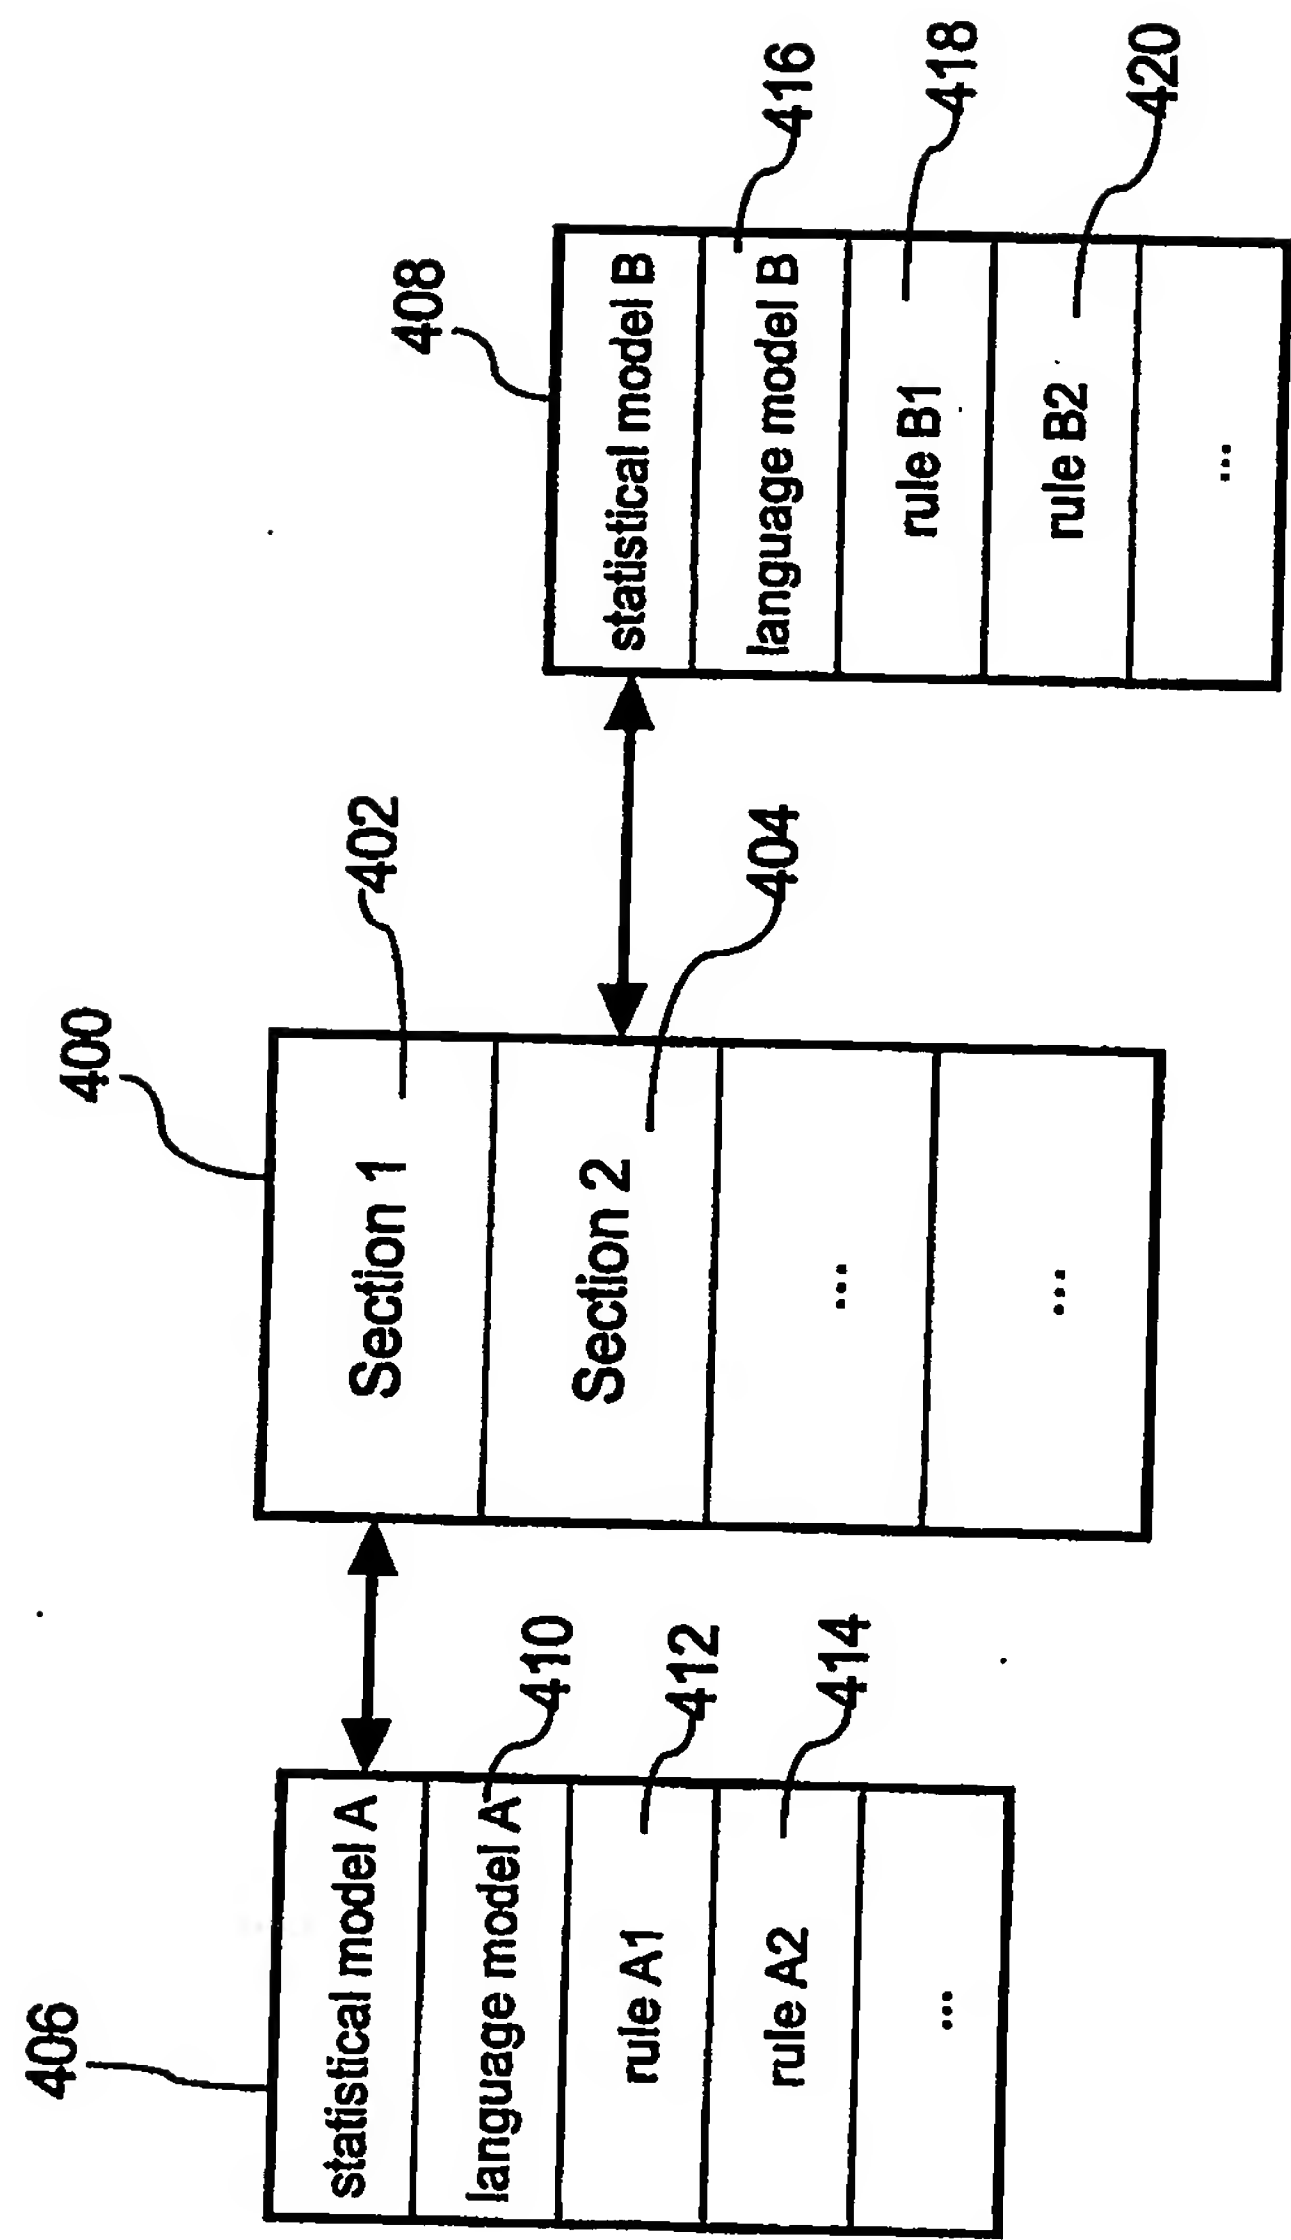 406
statistical model A
language model A
410
rule A1
412
rule A2
414
...
400
Section 1
402
Section 2
404
...
...
408
statistical model B
language model B
416
rule B1
418
rule B2
420
...